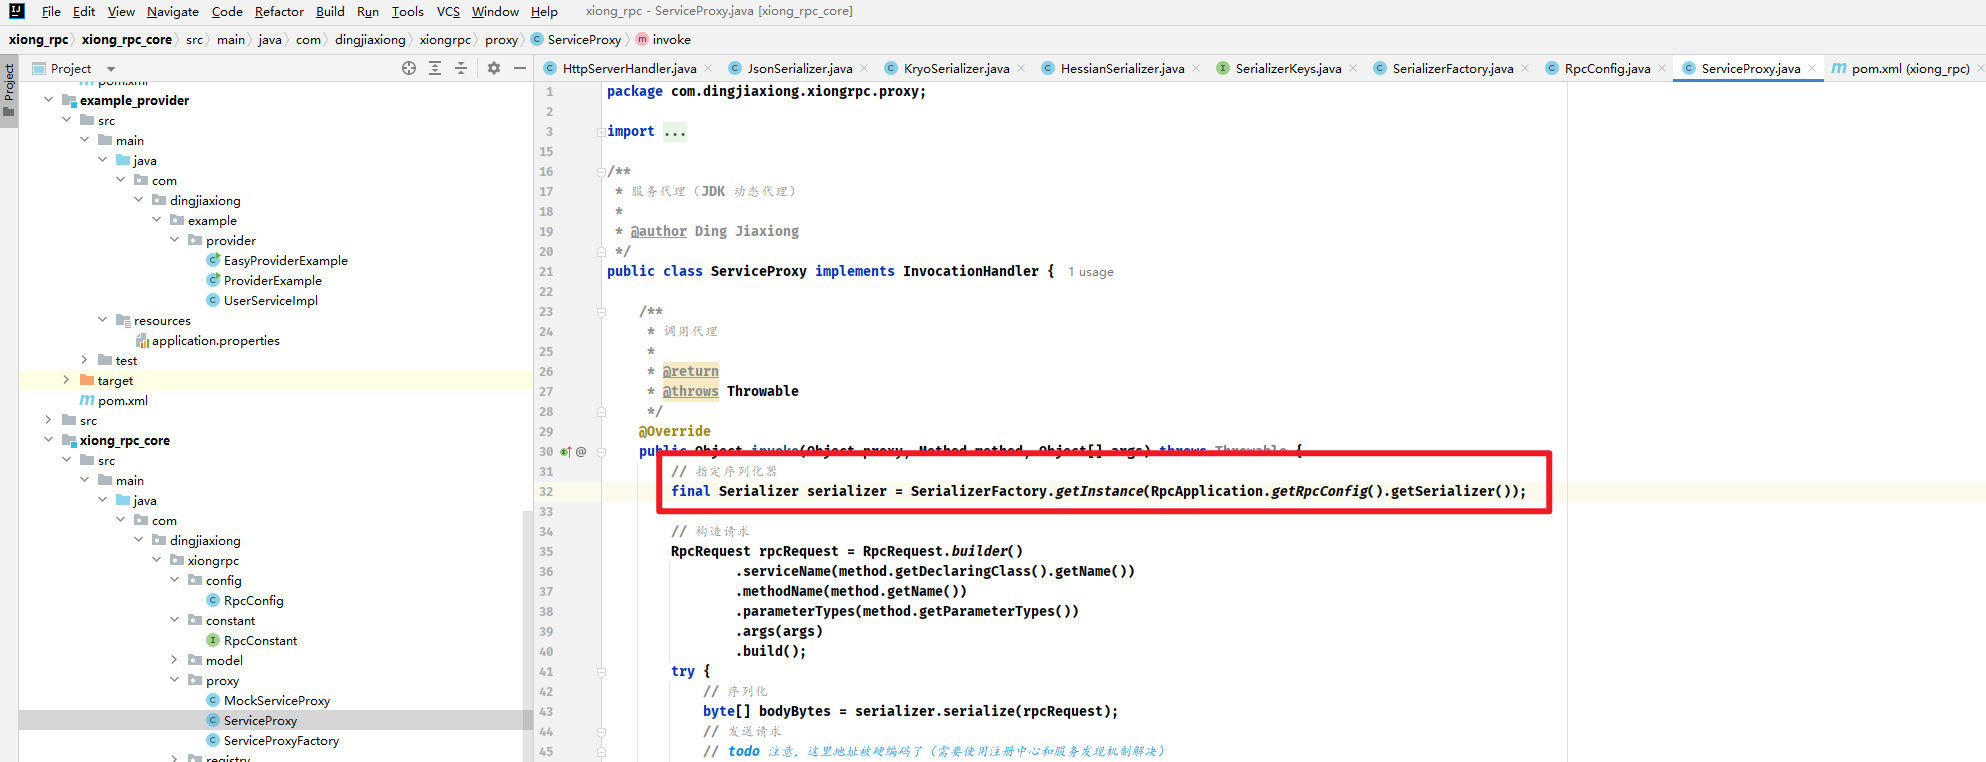 File Edit View Navigate Code Refactor Build Run Tools VCS Window Help xiong_rpc - ServiceProxy.java [xiong_rpc_core]
xiong_rpc xiong_rpc_core src main java com dingjiaxiong xiongrpc proxy ServiceProxy invoke
Project
Project
HttpServerHandler.java JsonSerializer.java KryoSerializer.java HessianSerializer.java SerializerKeys.java SerializerFactory.java RpcConfig.java ServiceProxy.java pom.xml (xiong_rpc)
pom.xml
example_provider
src
main
java
com
dingjiaxiong
example
provider
EasyProviderExample
ProviderExample
UserServiceImpl
resources
application.properties
test
target
pom.xml
src
xiong_rpc_core
src
main
java
com
dingjiaxiong
xiongrpc
config
RpcConfig
constant
RpcConstant
model
proxy
MockServiceProxy
ServiceProxy
ServiceProxyFactory
registry
1 package com.dingjiaxiong.xiongrpc.proxy;
2
3 import ...
15
16 /**
17 * 服务代理（JDK 动态代理）
18 *
19 * @author Ding Jiaxiong
20 */
21 public class ServiceProxy implements InvocationHandler { 1 usage
22
23 /**
24 * 调用代理
25 *
26 * @return
27 * @throws Throwable
28 */
29 @Override
30 public Object invoke(Object proxy, Method method, Object[] args) throws Throwable {
31 // 指定序列化器
32 final Serializer serializer = SerializerFactory.getInstance(RpcApplication.getRpcConfig().getSerializer());
33
34 // 构造请求
35 RpcRequest rpcRequest = RpcRequest.builder()
36 .serviceName(method.getDeclaringClass().getName())
37 .methodName(method.getName())
38 .parameterTypes(method.getParameterTypes())
39 .args(args)
40 .build();
41 try {
42 // 序列化
43 byte[] bodyBytes = serializer.serialize(rpcRequest);
44 // 发送请求
45 // todo 注意，这里地址被硬编码了（需要使用注册中心和服务发现机制解决）